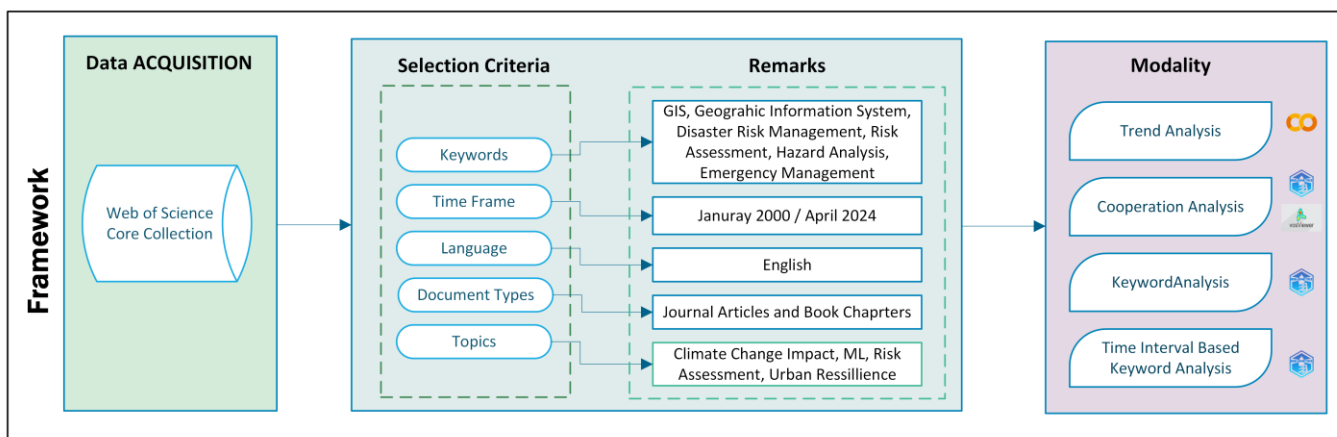 Framework
Data ACQUISITION
Web of Science
Core Collection
Selection Criteria
Keywords
Time Frame
Language
Document Types
Topics
Remarks
GIS, Geograhic Information System,
Disaster Risk Management, Risk
Assessment, Hazard Analysis,
Emergency Management
Januray 2000 / April 2024
English
Journal Articles and Book Chaprters
Climate Change Impact, ML, Risk
Assessment, Urban Ressillience
Modality
Trend Analysis
Cooperation Analysis
VOSviewer
KeywordAnalysis
Time Interval Based
Keyword Analysis